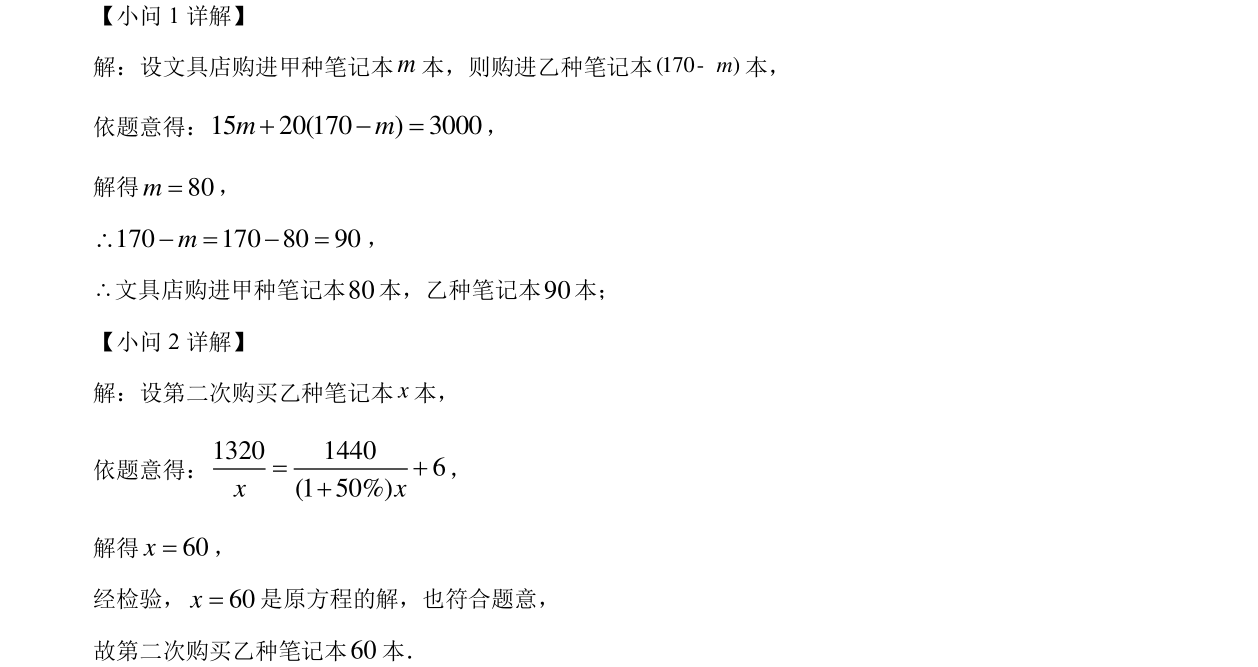 【小问 1 详解】
解：设文具店购进甲种笔记本 m 本，则购进乙种笔记本 (170- m) 本，
依题意得：15m+20(170−m)=3000，
解得 m=80，
∴170−m=170−80=90，
∴文具店购进甲种笔记本 80 本，乙种笔记本 90 本；
【小问 2 详解】
解：设第二次购买乙种笔记本 x 本，
依题意得：1320/x=1440/(1+50%)x+6，
解得 x=60，
经检验，x=60 是原方程的解，也符合题意，
故第二次购买乙种笔记本 60 本．